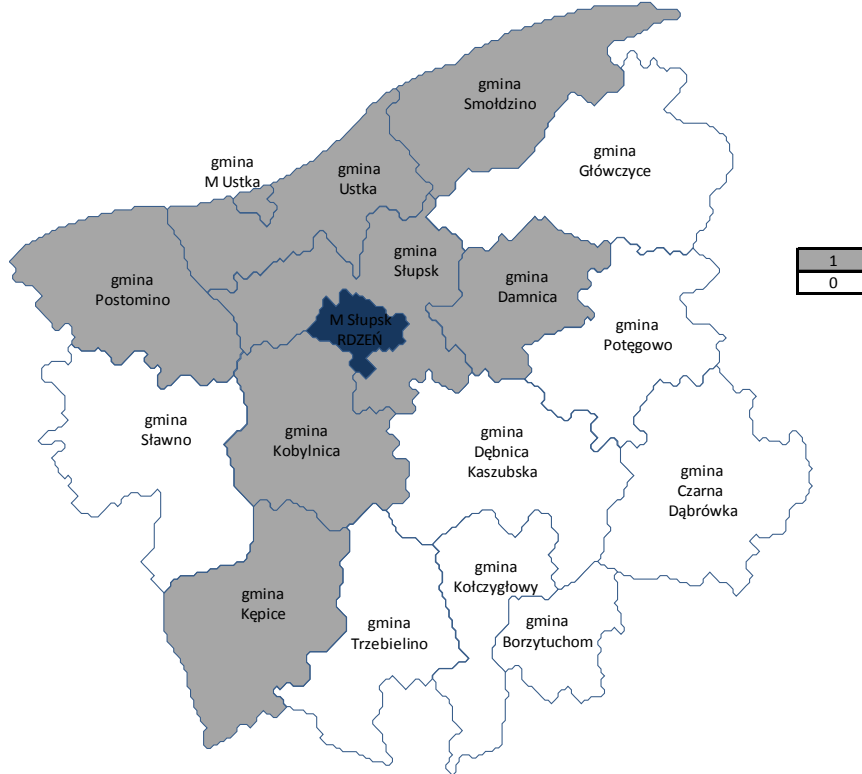 gmina
Smołdzino
gmina
Główczyce
gmina
M Ustka
gmina
Ustka
gmina
Słupsk
gmina
Postomino
gmina
Damnica
1
0
M Słupsk
RDZEŃ
gmina
Potęgowo
gmina
Sławno
gmina
Kobylnica
gmina
Dębnica
Kaszubska
gmina
Czarna
Dąbrówka
gmina
Kołczygłowy
gmina
Kępice
gmina
Trzebielino
gmina
Borzytuchom